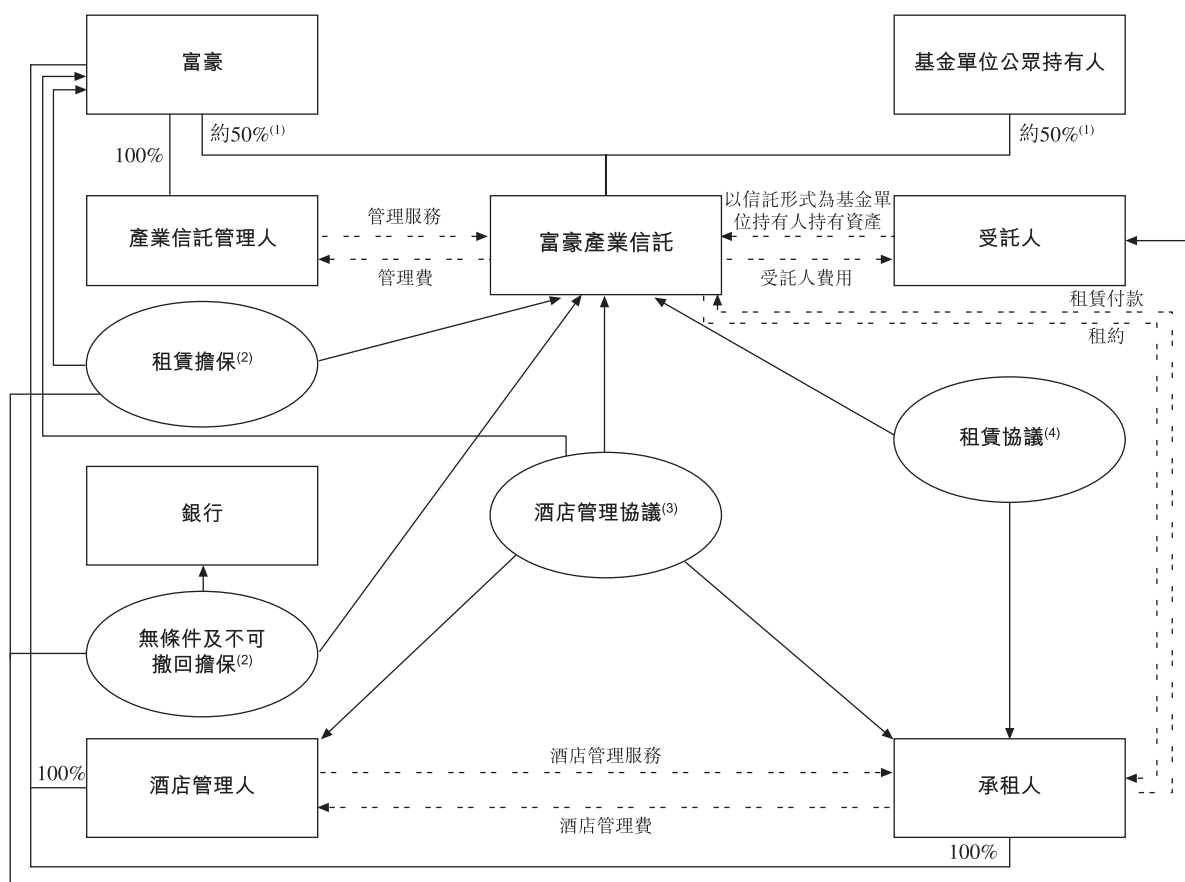 富豪
基金單位公眾持有人
約50%(1)
約50%(1)
100%
產業信託管理人
管理服務
管理費
富豪產業信託
以信託形式為基金單
位持有人持有資產
受託人費用
受託人
租賃付款
租約
租賃擔保(2)
租賃協議(4)
銀行
酒店管理協議(3)
無條件及不可
撤回擔保(2)
100%
酒店管理人
酒店管理服務
酒店管理費
承租人
100%